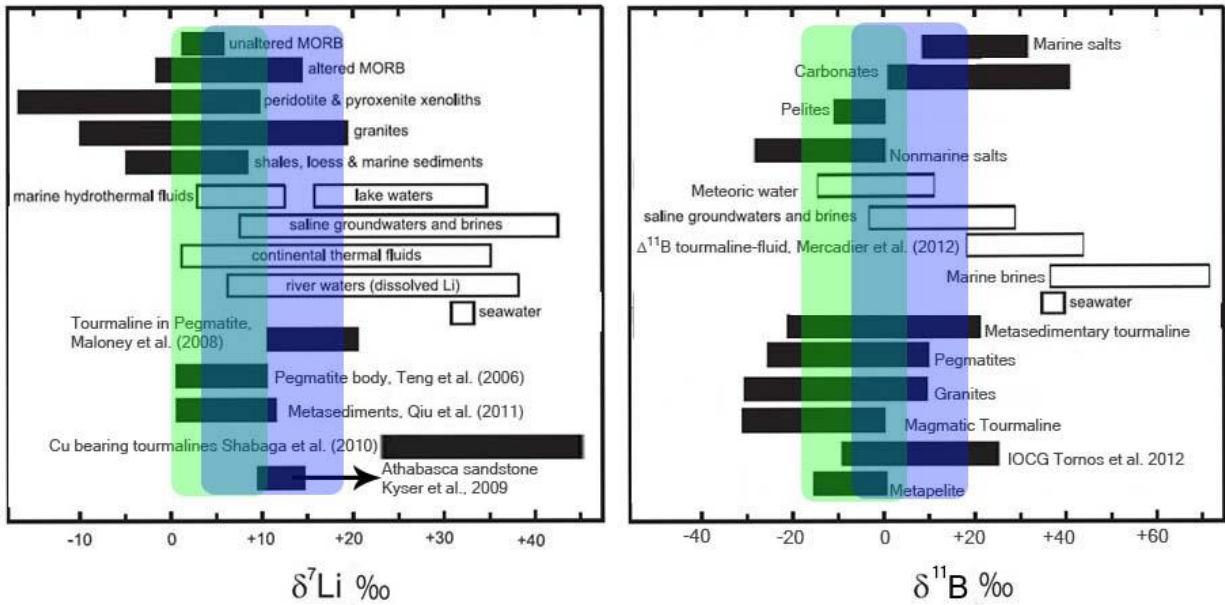 unaltered MORB
altered MORB
peridotite & pyroxenite xenoliths
granites
shales, loess & marine sediments
marine hydrothermal fluids
lake waters
saline groundwaters and brines
continental thermal fluids
river waters (dissolved Li)
seawater
Tourmaline in Pegmatite,
Maloney et al. (2008)
Pegmatite body, Teng et al. (2006)
Metasediments, Qiu et al. (2011)
Cu bearing tourmalines Shabaga et al. (2010)
Athabasca sandstone
Kyser et al., 2009
-10 0 +10 +20 +30 +40
δ⁷Li ‰
Marine salts
Carbonates
Pelites
Nonmarine salts
Meteoric water
saline groundwaters and brines
Δ¹¹B tourmaline-fluid, Mercadier et al. (2012)
Marine brines
seawater
Metasedimentary tourmaline
Pegmatites
Granites
Magmatic Tourmaline
IOCG Tornos et al. 2012
Metapelite
-40 -20 0 +20 +40 +60
δ¹¹B ‰